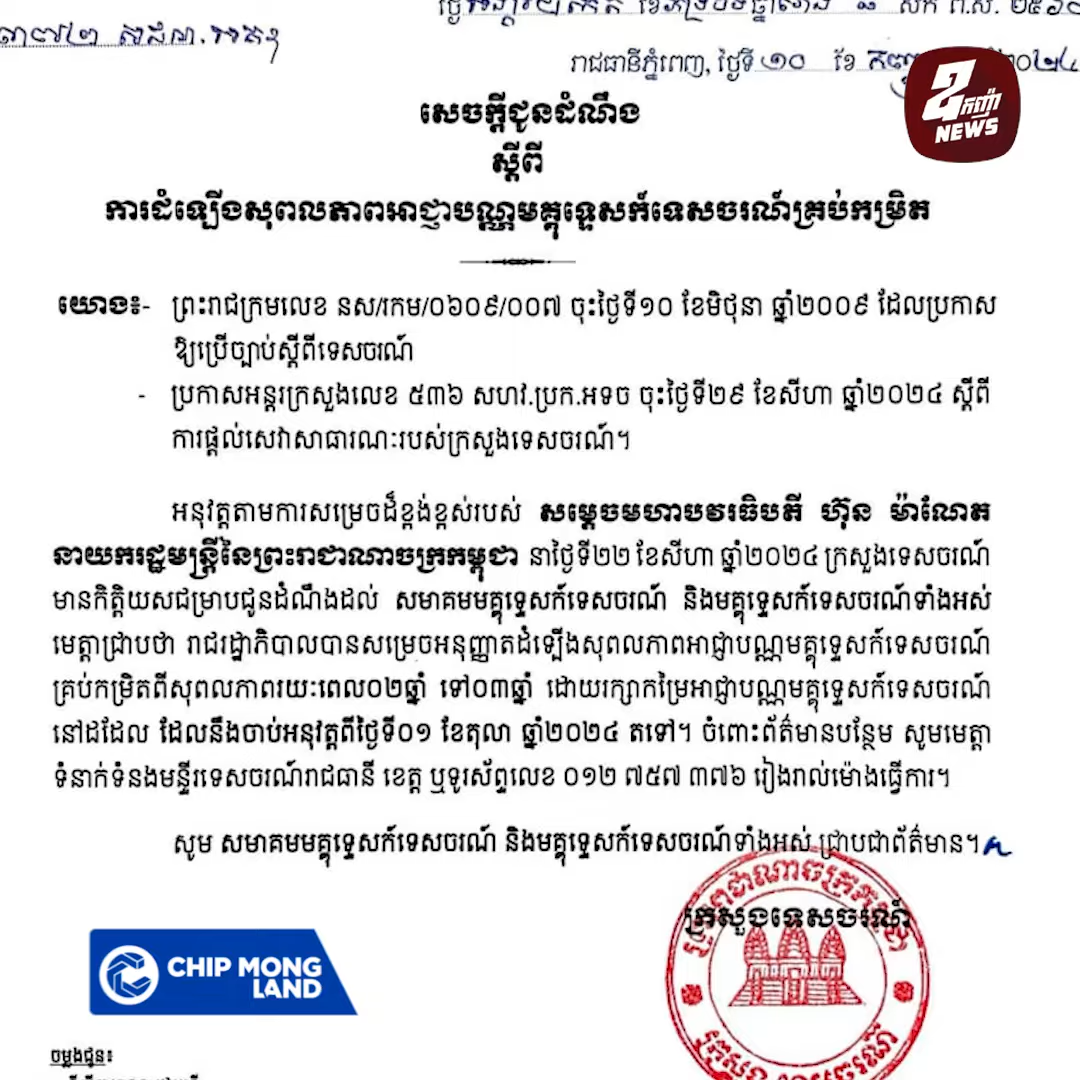 រាជធានីភ្នំពេញ, ថ្ងៃទី ១០ ខែ កញ្ញា ២០២៤
ឯកញ្ញ៉ា
NEWS
សេចក្តីជូនដំណឹង
ស្តីពី
ការដំឡើងសុពលភាពអាជ្ញាបណ្ណមគ្គុទ្ទេសក៍ទេសចរណ៍គ្រប់កម្រិត
យោង៖- ព្រះរាជក្រមលេខ នស/រកម/០៦០៩/០០៧ ចុះថ្ងៃទី១០ ខែមិថុនា ឆ្នាំ២០០៩ ដែលប្រកាស
ឱ្យប្រើច្បាប់ស្តីពីទេសចរណ៍
- ប្រកាសអន្តរក្រសួងលេខ ៥៣៦ សហវ.ប្រក.អទច ចុះថ្ងៃទី២៩ ខែសីហា ឆ្នាំ២០២៤ ស្តីពី
ការផ្តល់សេវាសាធារណៈរបស់ក្រសួងទេសចរណ៍។
អនុវត្តតាមការសម្រេចដ៏ខ្ពង់ខ្ពស់របស់ សម្តេចមហាបវរធិបតី ហ៊ុន ម៉ាណែត
នាយករដ្ឋមន្ត្រីនៃព្រះរាជាណាចក្រកម្ពុជា នាថ្ងៃទី២២ ខែសីហា ឆ្នាំ២០២៤ ក្រសួងទេសចរណ៍
មានកិត្តិយសជម្រាបជូនដំណឹងដល់ សមាគមមគ្គុទ្ទេសក៍ទេសចរណ៍ និងមគ្គុទ្ទេសក៍ទេសចរណ៍ទាំងអស់
មេត្តាជ្រាបថា រាជរដ្ឋាភិបាលបានសម្រេចអនុញ្ញាតដំឡើងសុពលភាពអាជ្ញាបណ្ណមគ្គុទ្ទេសក៍ទេសចរណ៍
គ្រប់កម្រិតពីសុពលភាពរយៈពេល០២ឆ្នាំ ទៅ០៣ឆ្នាំ ដោយរក្សាកម្រៃអាជ្ញាបណ្ណមគ្គុទ្ទេសក៍ទេសចរណ៍
នៅដដែល ដែលនឹងចាប់អនុវត្តពីថ្ងៃទី០១ ខែតុលា ឆ្នាំ២០២៤ តទៅ។ ចំពោះព័ត៌មានបន្ថែម សូមមេត្តា
ទំនាក់ទំនងមន្ទីរទេសចរណ៍រាជធានី ខេត្ត ឬទូរស័ព្ទលេខ ០១២ ៧៥៧ ៣៧៦ រៀងរាល់ម៉ោងធ្វើការ។
សូម សមាគមមគ្គុទ្ទេសក៍ទេសចរណ៍ និងមគ្គុទ្ទេសក៍ទេសចរណ៍ទាំងអស់ ជ្រាបជាព័ត៌មាន។
ក្រសួងទេសចរណ៍
CHIP MONG
LAND
ចម្លងជូន៖